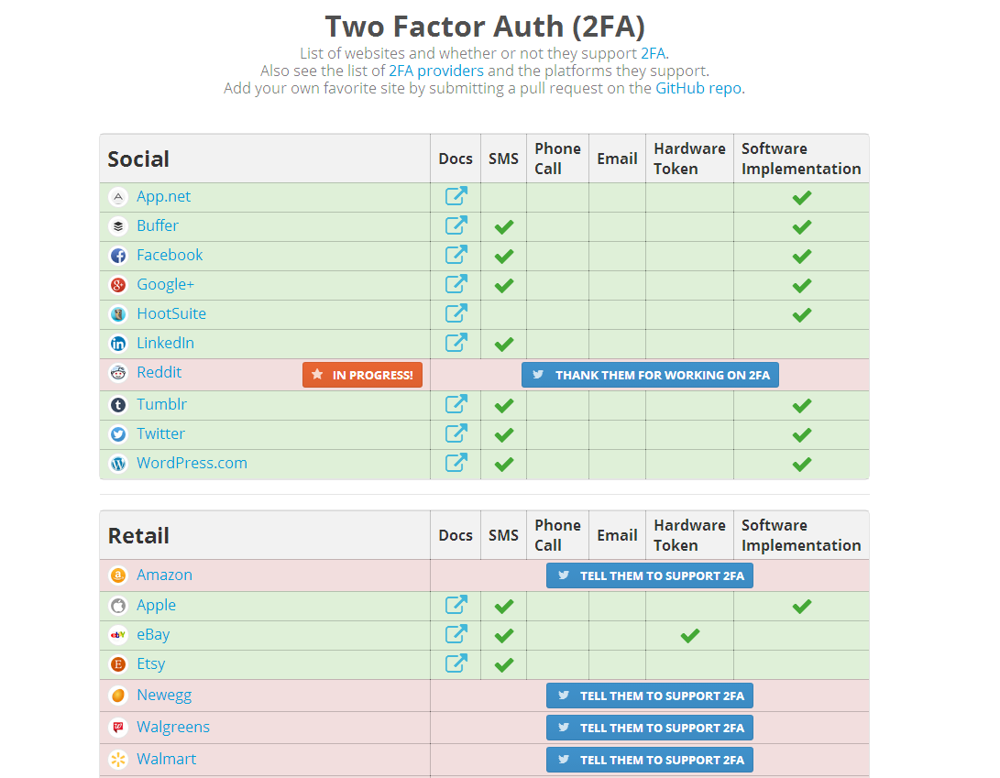 Two Factor Auth (2FA)
List of websites and whether or not they support 2FA.
Also see the list of 2FA providers and the platforms they support.
Add your own favorite site by submitting a pull request on the GitHub repo.
Social Docs SMS Phone Call Email Hardware Token Software Implementation
App.net
Buffer
Facebook
Google+
HootSuite
LinkedIn
Reddit IN PROGRESS! THANK THEM FOR WORKING ON 2FA
Tumblr
Twitter
WordPress.com
Retail Docs SMS Phone Call Email Hardware Token Software Implementation
Amazon TELL THEM TO SUPPORT 2FA
Apple
eBay
Etsy
Newegg TELL THEM TO SUPPORT 2FA
Walgreens TELL THEM TO SUPPORT 2FA
Walmart TELL THEM TO SUPPORT 2FA